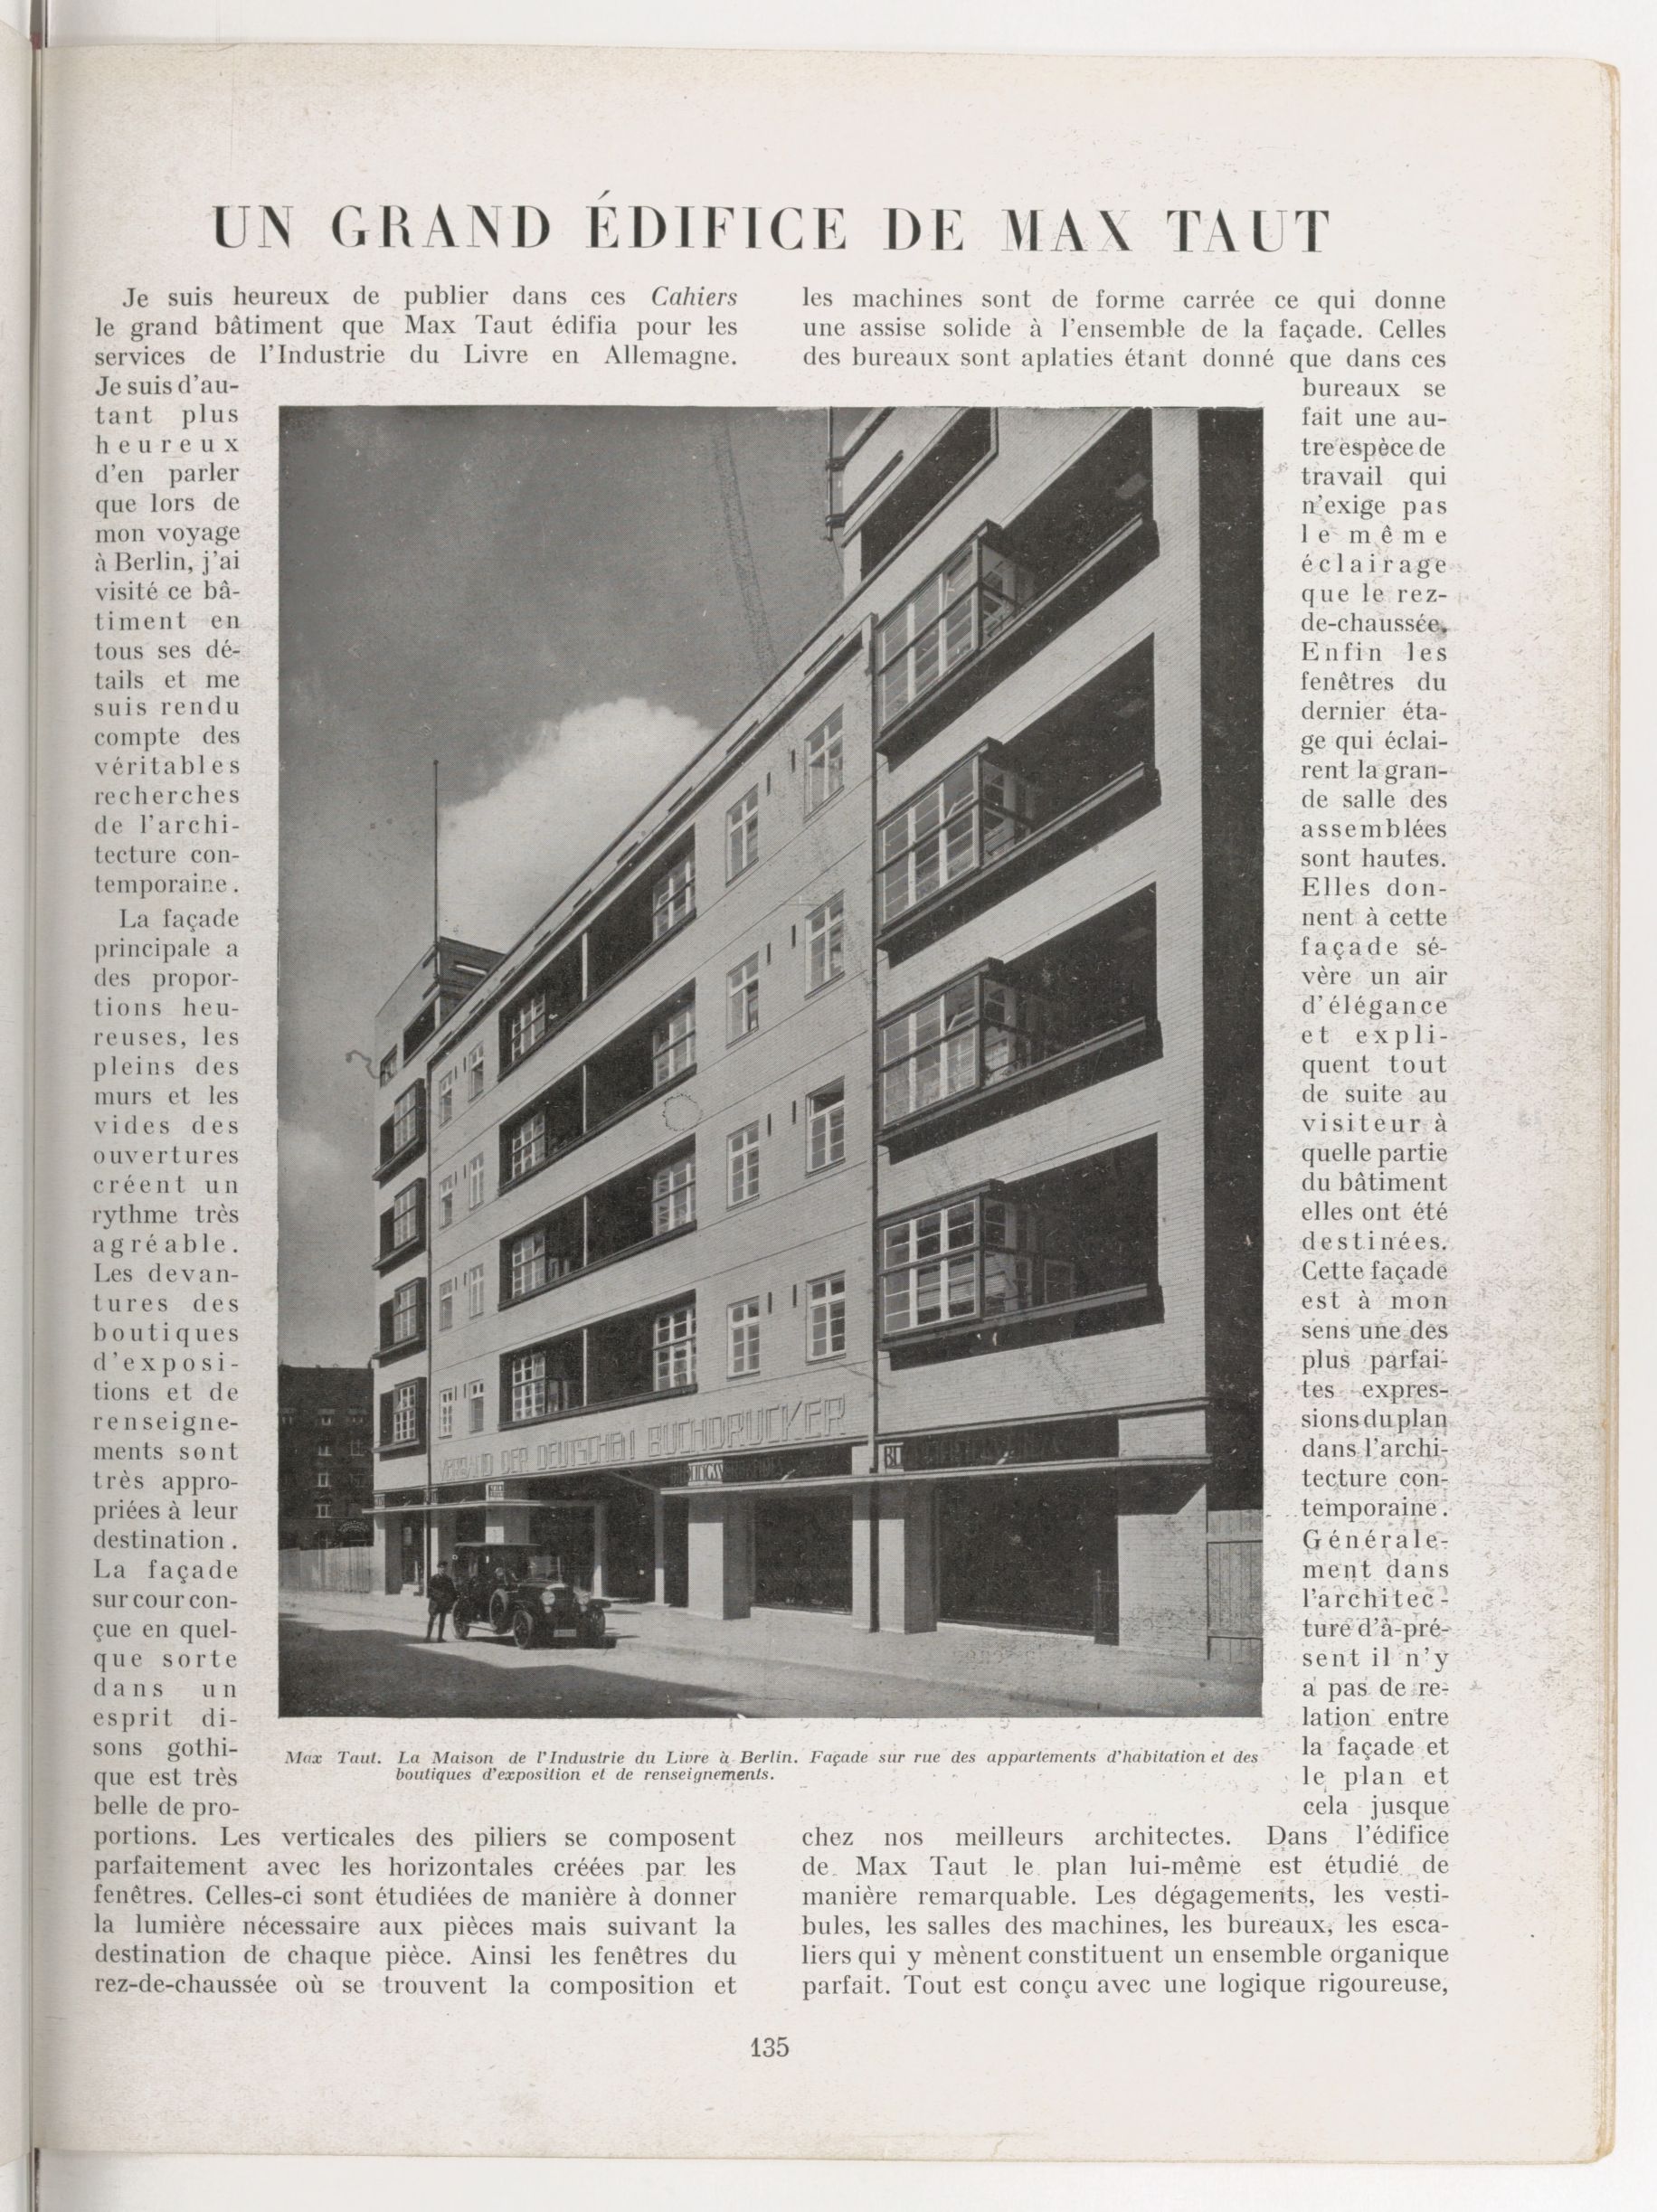 UN GRAND ÉDIFICE DE MAX TAUT
Je suis heureux de publier dans ces Cahiers
le grand bâtiment que Max Taut édifia pour les
services de l'Industrie du Livre en Allemagne.
Je suis d'au-
tant plus
heureux
d'en parler
que lors de
mon voyage
à Berlin, j'ai
visité ce bâ-
timent en
tous ses dé-
tails et me
suis rendu
compte des
véritables
recherches
de l'archi-
tecture con-
temporaine.
La façade
principale a
des propor-
tions heu-
reuses, les
pleins des
murs et les
vides des
ouvertures
créent un
rythme très
agréable.
Les devan-
tures des
boutiques
d'exposi-
tions et de
renseigne-
ments sont
très appro-
priées à leur
destination.
La façade
sur cour con-
çue en quel-
que sorte
dans un
esprit di-
sons gothi-
que est très
belle de pro-
portions. Les verticales des piliers se composent
parfaitement avec les horizontales créées par les
fenêtres. Celles-ci sont étudiées de manière à donner
la lumière nécessaire aux pièces mais suivant la
destination de chaque pièce. Ainsi les fenêtres du
rez-de-chaussée où se trouvent la composition et
les machines sont de forme carrée ce qui donne
une assise solide à l'ensemble de la façade. Celles
des bureaux sont aplaties étant donné que dans ces
bureaux se
fait une au-
tre espèce de
travail qui
n'exige pas
le même
éclairage
que le rez-
de-chaussée.
Enfin les
fenêtres du
dernier éta-
ge qui éclai-
rent la gran-
de salle des
assemblées
sont hautes.
Elles don-
nent à cette
façade sé-
vère un air
d'élégance
et expli-
quent tout
de suite au
visiteur à
quelle partie
du bâtiment
elles ont été
destinées.
Cette façade
est à mon
sens une des
plus parfai-
tes expres-
sions du plan
dans l'archi-
tecture con-
temporaine.
Générale-
ment dans
l'architec-
ture d'à-pré-
sent il n'y
a pas de re-
lation entre
la façade et
le plan et
cela jusque
chez nos meilleurs architectes. Dans l'édifice
de Max Taut le plan lui-même est étudié de
manière remarquable. Les dégagements, les vesti-
bules, les salles des machines, les bureaux, les esca-
liers qui y mènent constituent un ensemble organique
parfait. Tout est conçu avec une logique rigoureuse,
VERBAND DER DEUTSCHEN BUCHDRUCKER
Max Taut. La Maison de l'Industrie du Livre à Berlin. Façade sur rue des appartements d'habitation et des
boutiques d'exposition et de renseignements.
135